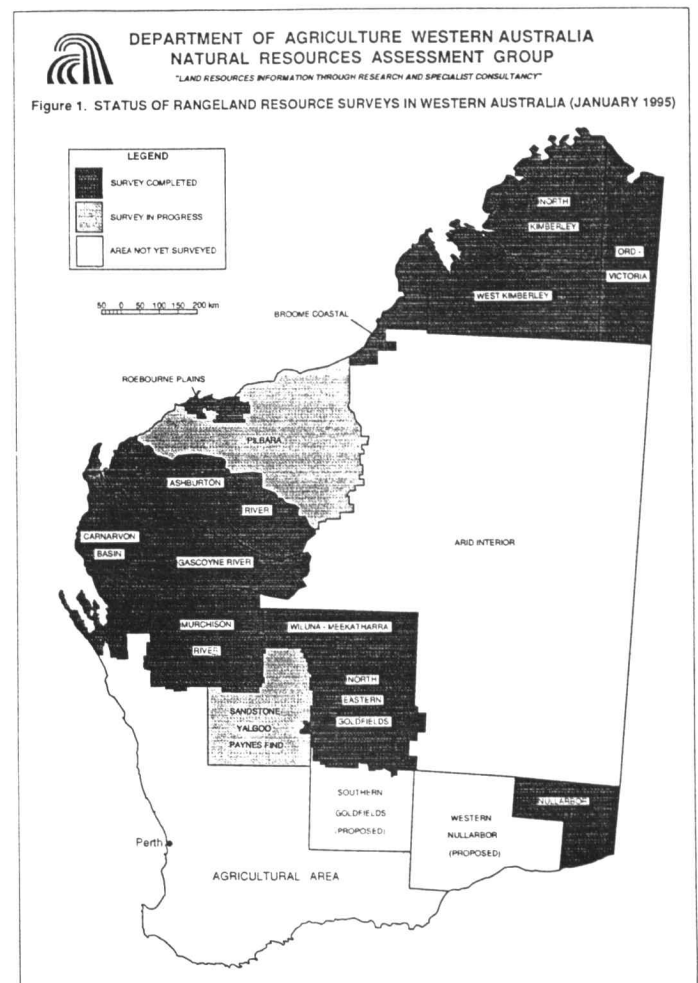 DEPARTMENT OF AGRICULTURE WESTERN AUSTRALIA
NATURAL RESOURCES ASSESSMENT GROUP
"LAND RESOURCES INFORMATION THROUGH RESEARCH AND SPECIALIST CONSULTANCY"
Figure 1. STATUS OF RANGELAND RESOURCE SURVEYS IN WESTERN AUSTRALIA (JANUARY 1995)
LEGEND
SURVEY COMPLETED
SURVEY IN PROGRESS
AREA NOT YET SURVEYED
50 0 50 100 150 200 km
NORTH
KIMBERLEY
ORD -
VICTORIA
WEST KIMBERLEY
BROOME COASTAL
ROEBOURNE PLAINS
PILBARA
ASHBURTON
RIVER
CARNARVON
BASIN
GASCOYNE RIVER
ARID INTERIOR
MURCHISON
RIVER
WILUNA - MEEKATHARRA
NORTH
EASTERN
GOLDFIELDS
SANDSTONE
YALGOO
PAYNES FIND
SOUTHERN
GOLDFIELDS
(PROPOSED)
WESTERN
NULLARBOR
(PROPOSED)
NULLARBOR
Perth
AGRICULTURAL AREA